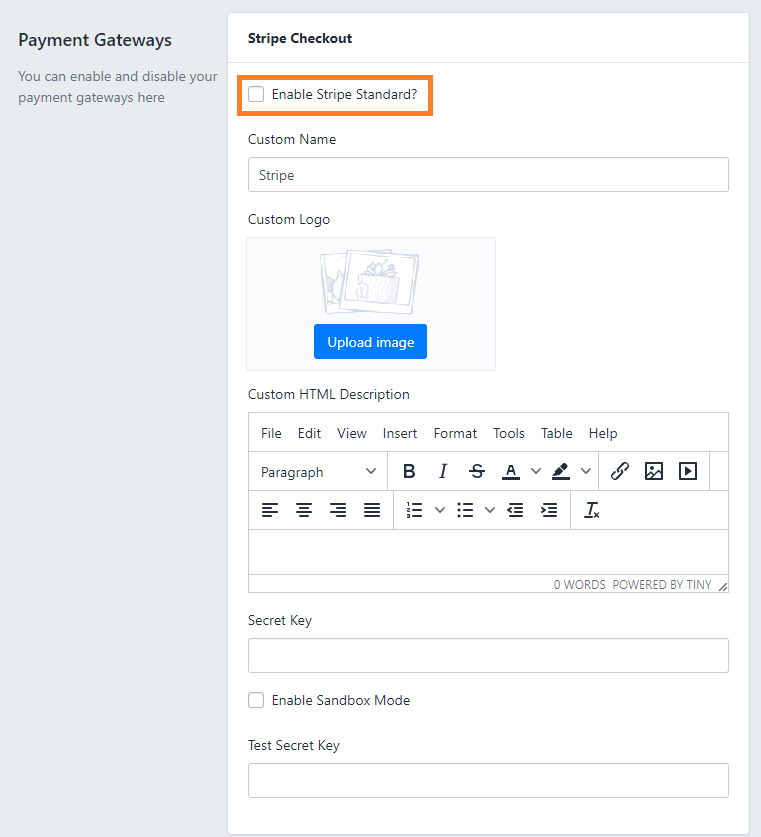 Payment Gateways
You can enable and disable your
payment gateways here
Stripe Checkout
Enable Stripe Standard?
Custom Name
Stripe
Custom Logo
Upload image
Custom HTML Description
File Edit View Insert Format Tools Table Help
Paragraph B I S A
0 WORDS POWERED BY TINY
Secret Key
Enable Sandbox Mode
Test Secret Key